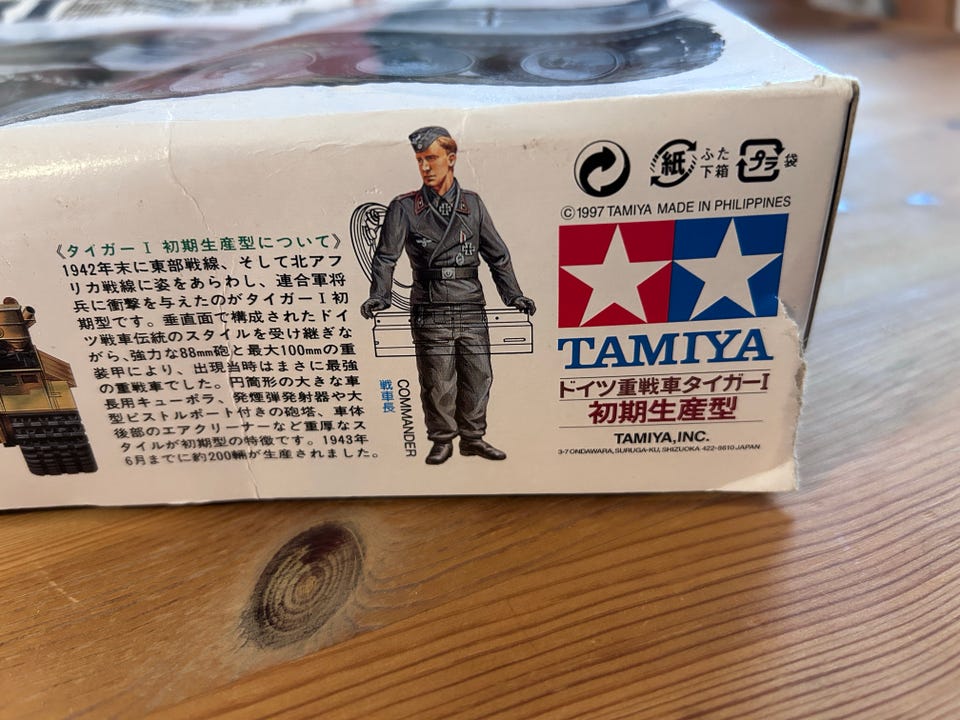 《タイガーI 初期生産型について》
1942年末に東部戦線、そして北アフ
リカ戦線に姿をあらわし、連合軍将
兵に衝撃を与えたのがタイガーI初
期型です。垂直面で構成されたドイ
ツ戦車伝統のスタイルを受け継ぎな
がら、強力な88mm砲と最大100mmの重
装甲により、出現当時はまさに最強
の重戦車でした。円筒形の大きな車
長用キューポラ、発煙弾発射器や大
型ピストルポート付きの砲塔、車体
後部のエアクリーナーなど重厚なス
タイルが初期型の特徴です。1943年
6月までに約200輛が生産されました。
戦車長
COMMANDER
紙
ふた
下箱
プラ
袋
©1997 TAMIYA MADE IN PHILIPPINES
TAMIYA
ドイツ重戦車タイガーI
初期生産型
TAMIYA,INC.
3-7 ONDAWARA, SURUGA-KU, SHIZUOKA 422-8610 JAPAN